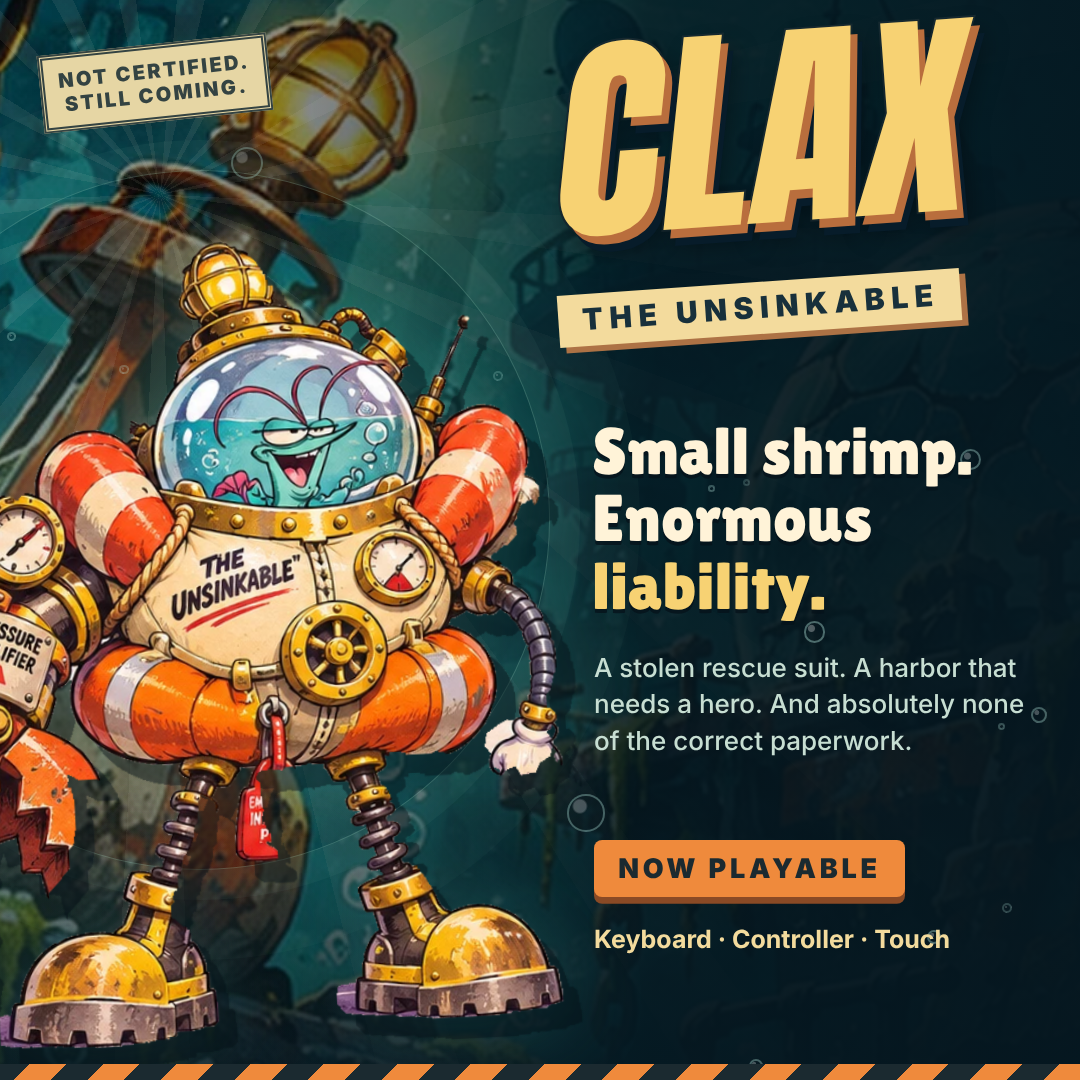 NOT CERTIFIED.
STILL COMING.
CLAX
THE UNSINKABLE
THE
UNSINKABLE"
Small shrimp.
Enormous
liability.
A stolen rescue suit. A harbor that
needs a hero. And absolutely none
of the correct paperwork.
NOW PLAYABLE
Keyboard · Controller · Touch